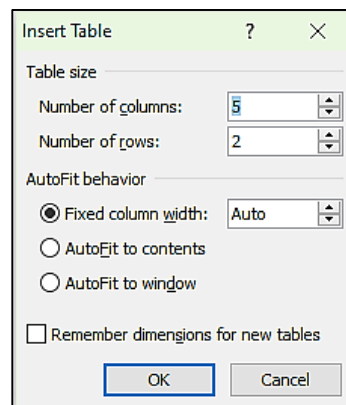 Insert Table ?
Table size
Number of columns: 5
Number of rows: 2
AutoFit behavior
Fixed column width: Auto
AutoFit to contents
AutoFit to window
Remember dimensions for new tables
OK Cancel